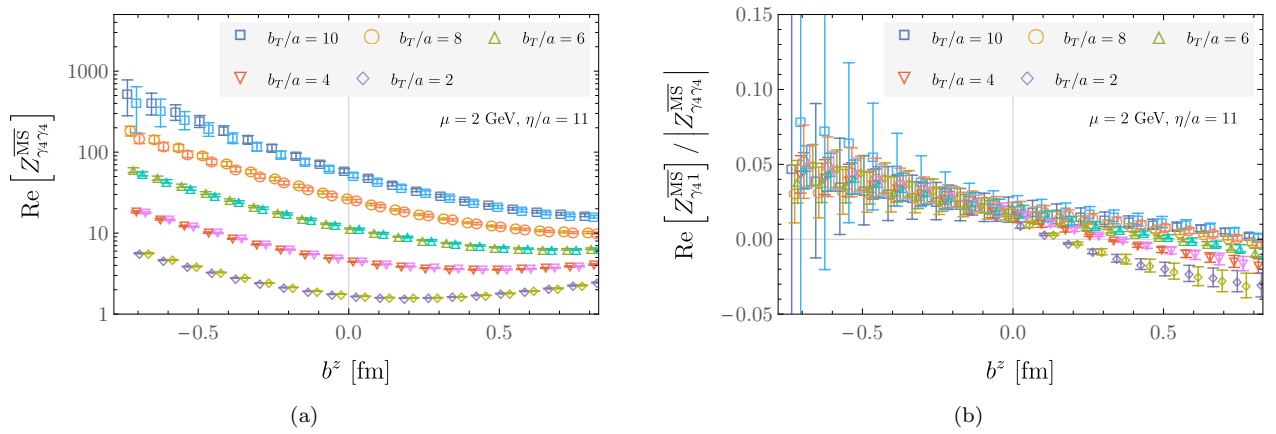 Re [ Z^{\overline{MS}}_{γ_4γ_4} ]
1000
100
10
1
b_T/a = 10
b_T/a = 8
b_T/a = 6
b_T/a = 4
b_T/a = 2
μ = 2 GeV, η/a = 11
−0.5 0.0 0.5
b^z [fm]
(a)
Re [ Z^{\overline{MS}}_{γ_4 1} ] / | Z^{\overline{MS}}_{γ_4γ_4} |
0.15
0.10
0.05
0.00
−0.05
b_T/a = 10
b_T/a = 8
b_T/a = 6
b_T/a = 4
b_T/a = 2
μ = 2 GeV, η/a = 11
−0.5 0.0 0.5
b^z [fm]
(b)